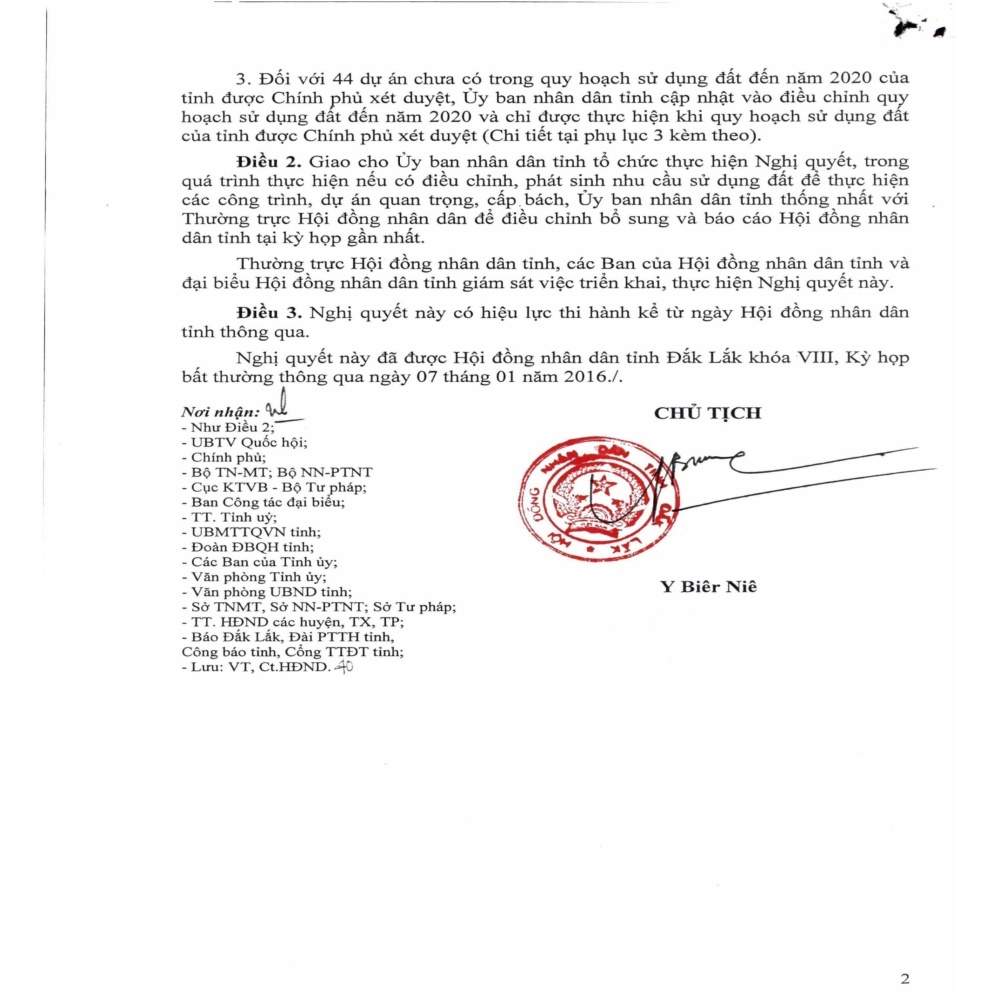 3. Đối với 44 dự án chưa có trong quy hoạch sử dụng đất đến năm 2020 của
tỉnh được Chính phủ xét duyệt, Ủy ban nhân dân tỉnh cập nhật vào điều chỉnh quy
hoạch sử dụng đất đến năm 2020 và chỉ được thực hiện khi quy hoạch sử dụng đất
của tỉnh được Chính phủ xét duyệt (Chi tiết tại phụ lục 3 kèm theo).
Điều 2. Giao cho Ủy ban nhân dân tỉnh tổ chức thực hiện Nghị quyết, trong
quá trình thực hiện nếu có điều chỉnh, phát sinh nhu cầu sử dụng đất để thực hiện
các công trình, dự án quan trọng, cấp bách, Ủy ban nhân dân tỉnh thống nhất với
Thường trực Hội đồng nhân dân để điều chỉnh bổ sung và báo cáo Hội đồng nhân
dân tỉnh tại kỳ họp gần nhất.
Thường trực Hội đồng nhân dân tỉnh, các Ban của Hội đồng nhân dân tỉnh và
đại biểu Hội đồng nhân dân tỉnh giám sát việc triển khai, thực hiện Nghị quyết này.
Điều 3. Nghị quyết này có hiệu lực thi hành kể từ ngày Hội đồng nhân dân
tỉnh thông qua.
Nghị quyết này đã được Hội đồng nhân dân tỉnh Đắk Lắk khóa VIII, Kỳ họp
bất thường thông qua ngày 07 tháng 01 năm 2016./.
Nơi nhận:
- Như Điều 2;
- UBTV Quốc hội;
- Chính phủ;
- Bộ TN-MT; Bộ NN-PTNT
- Cục KTVB - Bộ Tư pháp;
- Ban Công tác đại biểu;
- TT. Tỉnh uỷ;
- UBMTTQVN tỉnh;
- Đoàn ĐBQH tỉnh;
- Các Ban của Tỉnh ủy;
- Văn phòng Tỉnh ủy;
- Văn phòng UBND tỉnh;
- Sở TNMT, Sở NN-PTNT; Sở Tư pháp;
- TT. HĐND các huyện, TX, TP;
- Báo Đắk Lắk, Đài PTTH tỉnh,
Công báo tỉnh, Cổng TTĐT tỉnh;
- Lưu: VT, Ct.HĐND. 40
CHỦ TỊCH
HỘI ĐỒNG NHÂN DÂN TỈNH ĐẮK LẮK
Y Biêr Niê
2